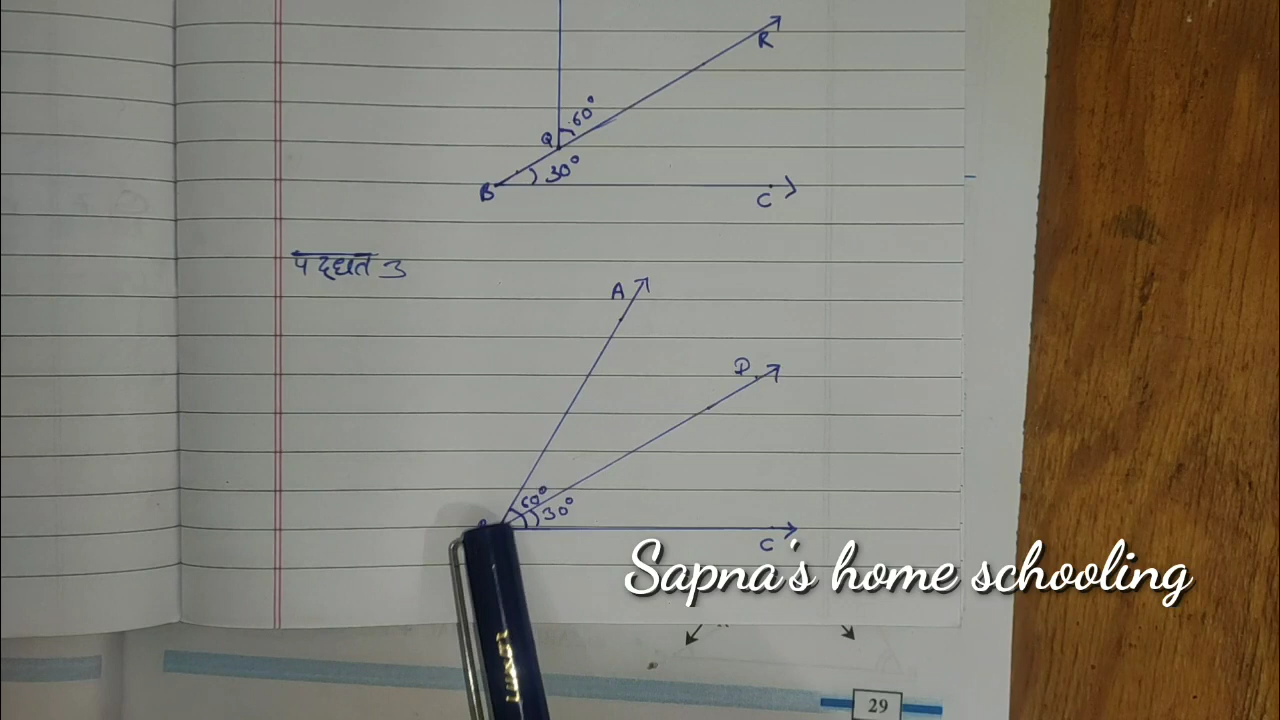 R
60°
Q
30°
B
C
पद्धत 3
A
D
60°
30°
C
Sapna's home schooling
29